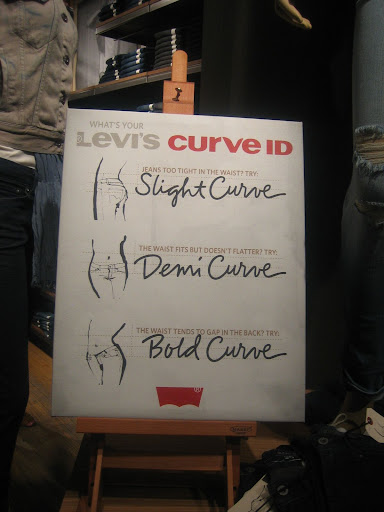 WHAT'S YOUR
Levi's CURVE ID
JEANS TOO TIGHT IN THE WAIST? TRY:
Slight Curve
THE WAIST FITS BUT DOESN'T FLATTER? TRY:
Demi Curve
THE WAIST TENDS TO GAP IN THE BACK? TRY:
Bold Curve